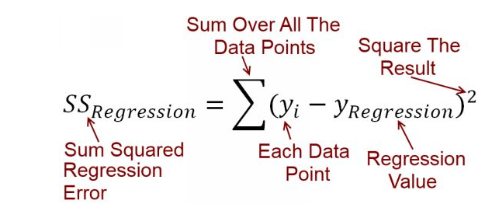 Sum Over All The
Data Points
Square The
Result
SS_Regression = ∑(y_i − y_Regression)^2
Sum Squared
Regression
Error
Each Data
Point
Regression
Value